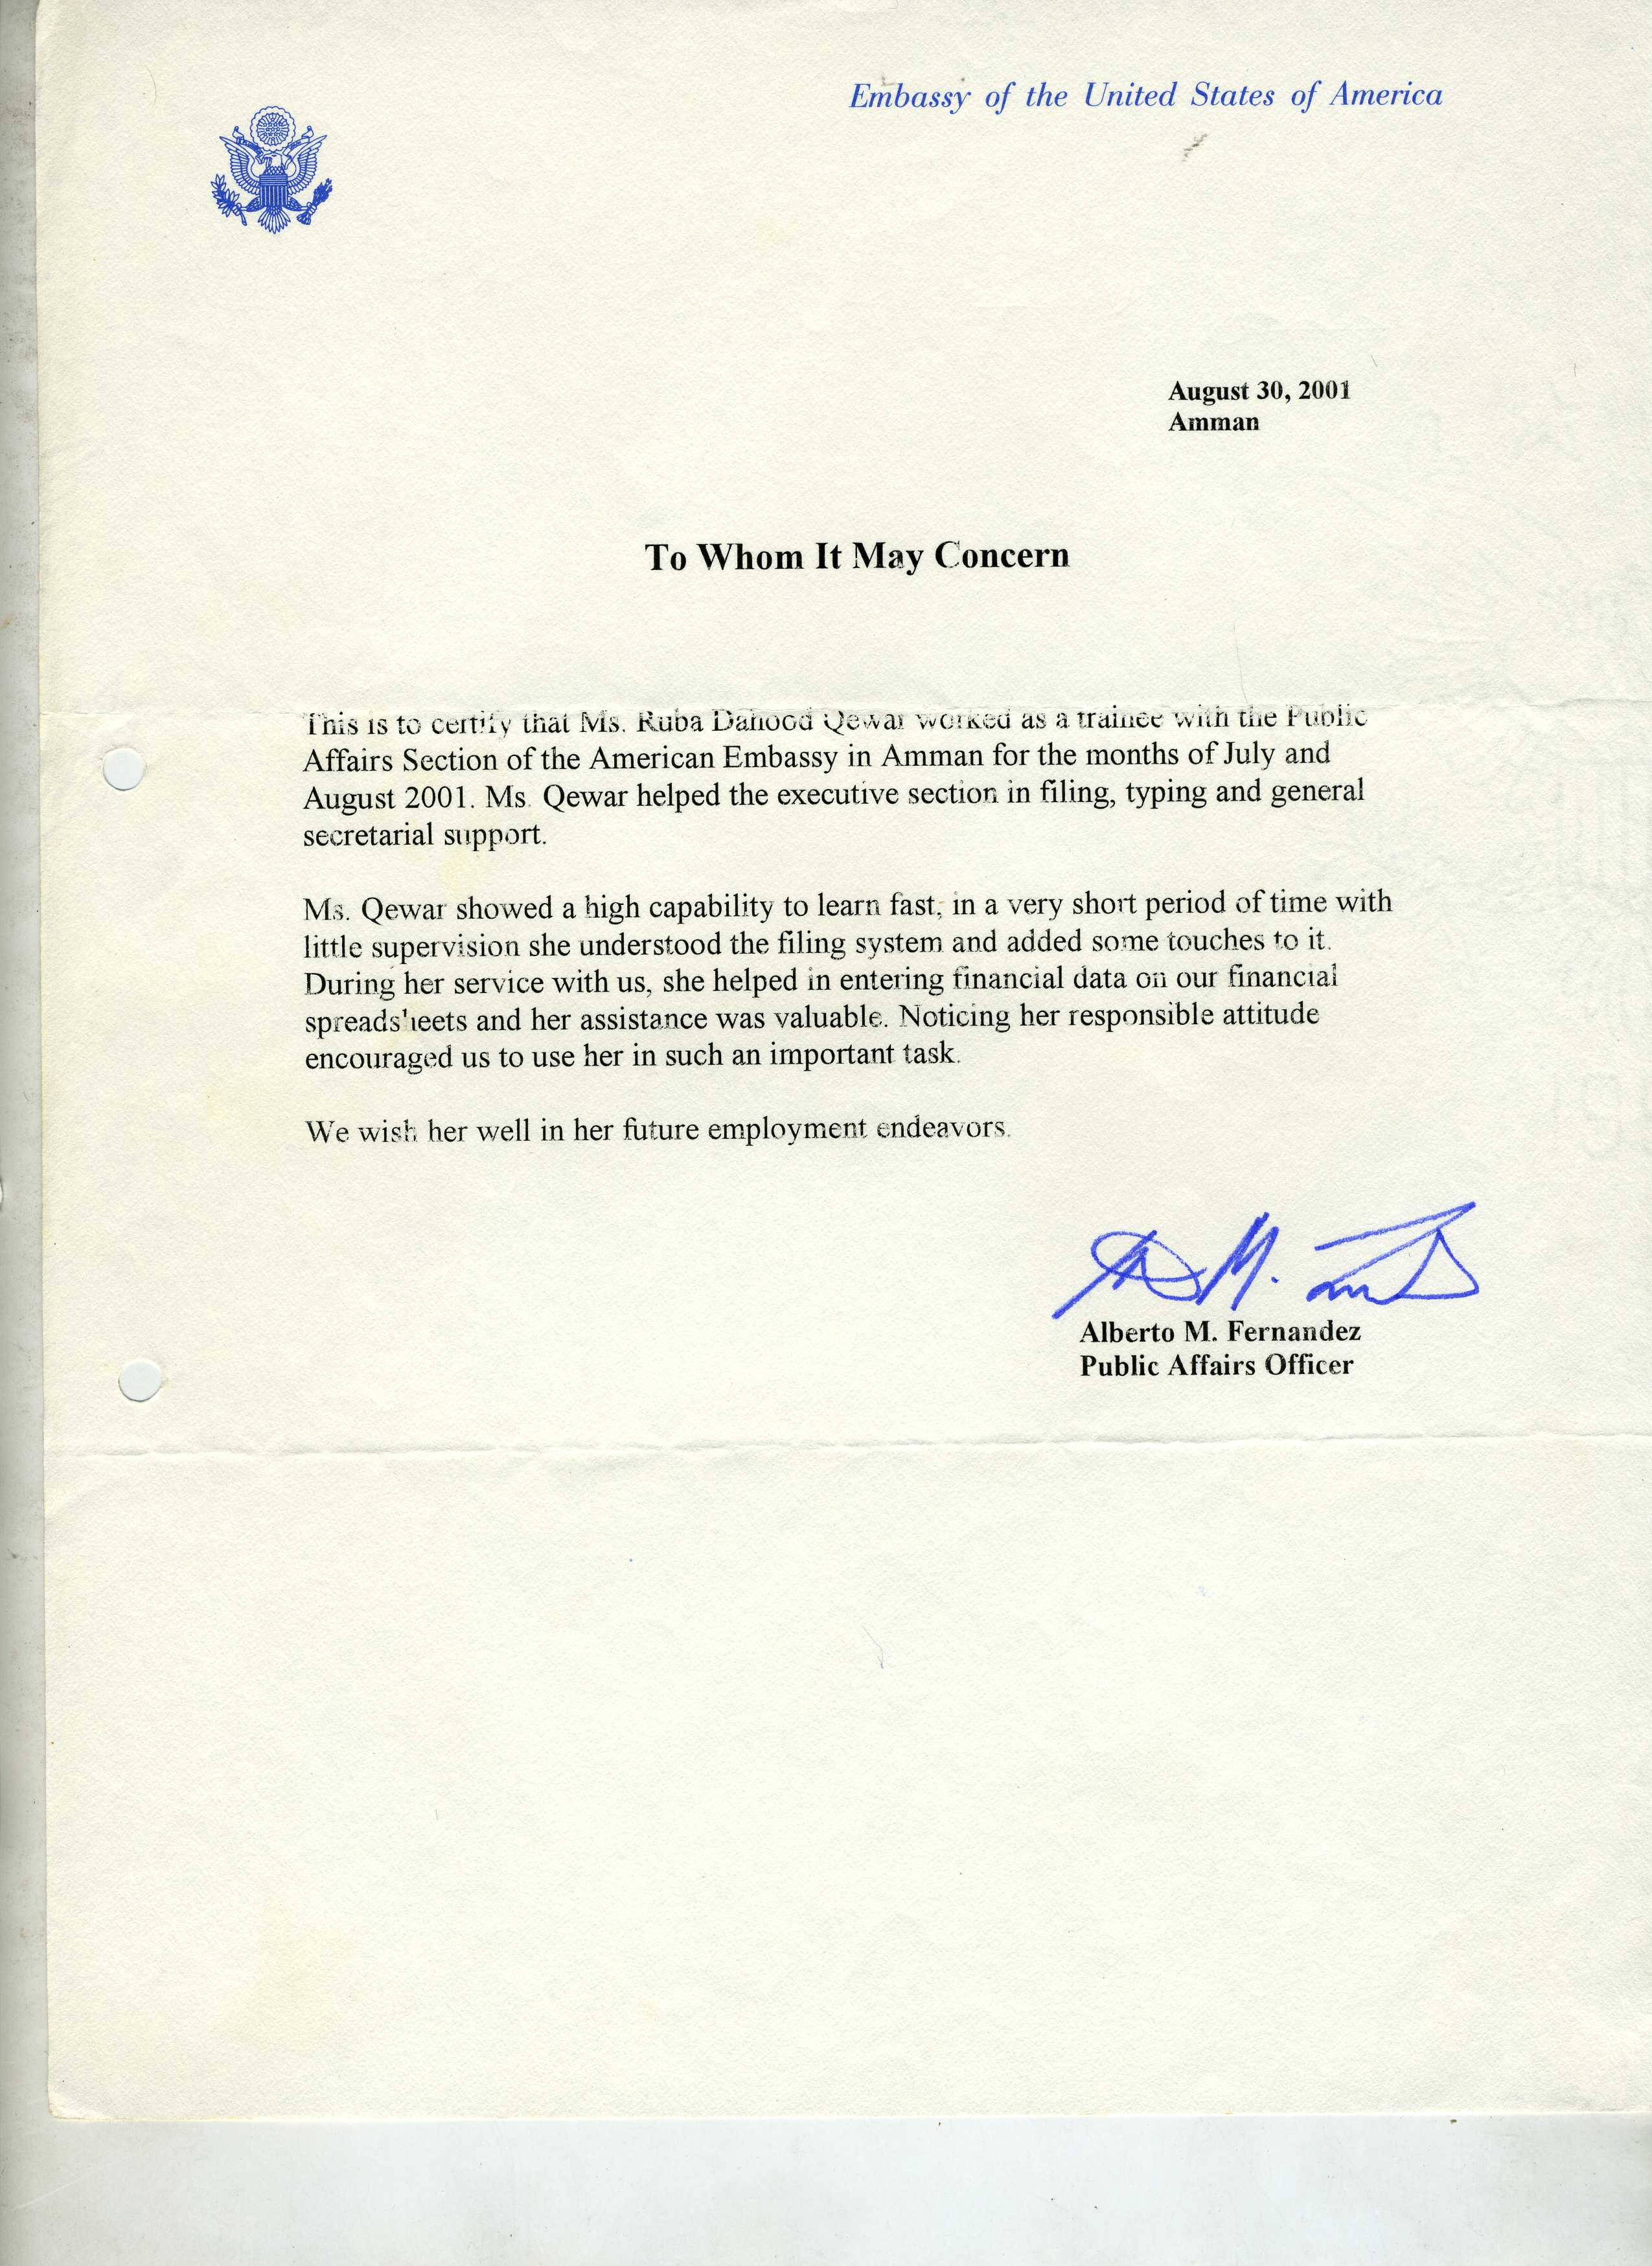 Embassy of the United States of America
August 30, 2001
Amman
To Whom It May Concern
This is to certify that Ms. Ruba Dahood Qewar worked as a trainee with the Public
Affairs Section of the American Embassy in Amman for the months of July and
August 2001. Ms. Qewar helped the executive section in filing, typing and general
secretarial support.
Ms. Qewar showed a high capability to learn fast, in a very short period of time with
little supervision she understood the filing system and added some touches to it.
During her service with us, she helped in entering financial data on our financial
spreadsheets and her assistance was valuable. Noticing her responsible attitude
encouraged us to use her in such an important task.
We wish her well in her future employment endeavors.
Alberto M. Fernandez
Public Affairs Officer